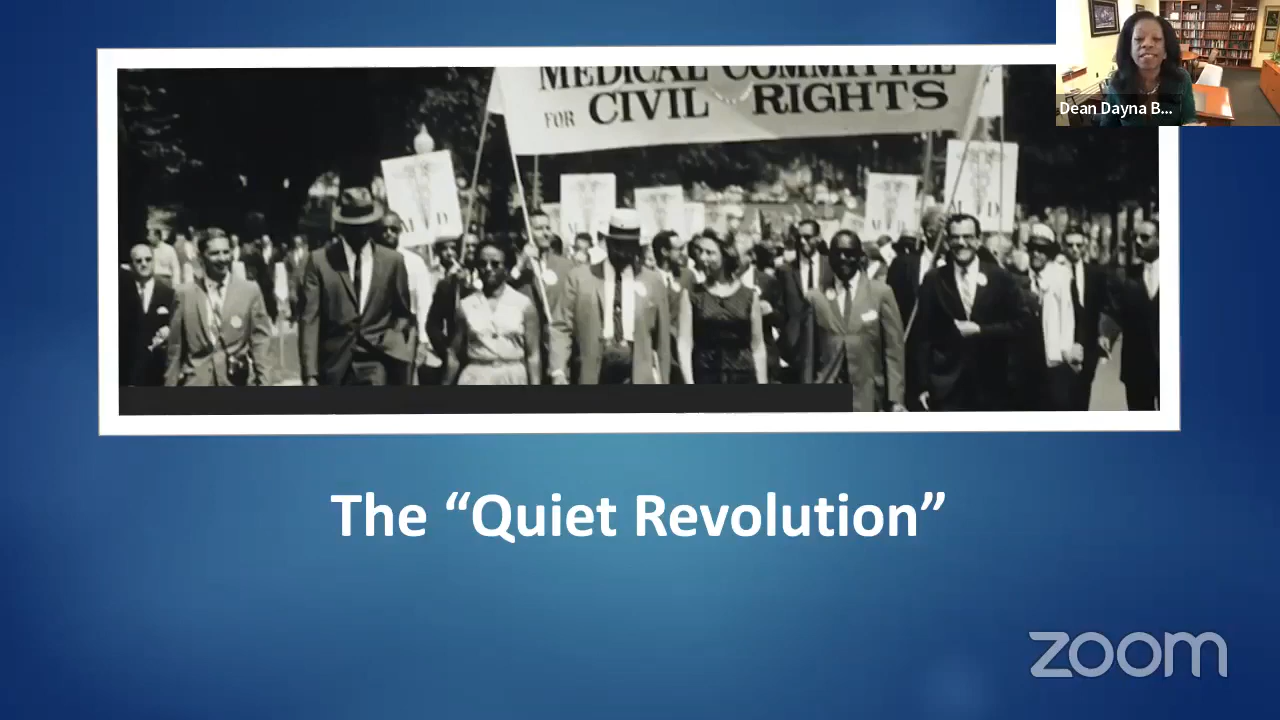 MEDICAL COMMITTEE
FOR CIVIL RIGHTS
M D
M D
Dean Dayna B...
The “Quiet Revolution”
zoom